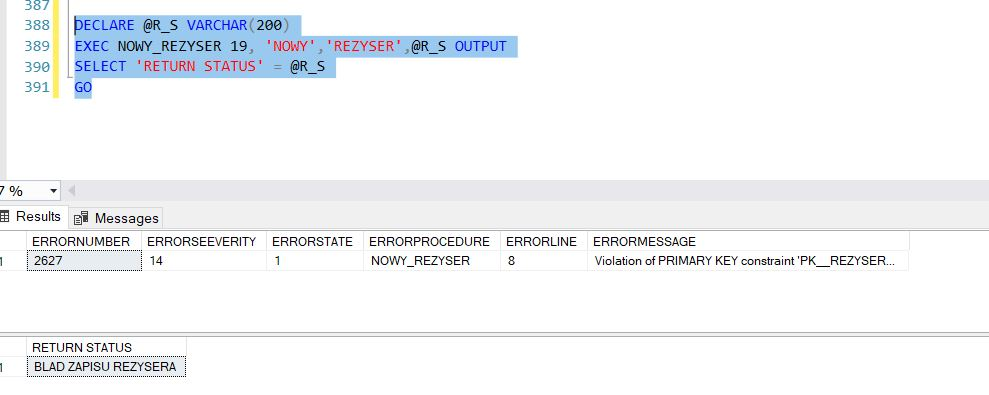 387
388 DECLARE @R_S VARCHAR(200)
389 EXEC NOWY_REZYSER 19, 'NOWY','REZYSER',@R_S OUTPUT
390 SELECT 'RETURN STATUS' = @R_S
391 GO
7 %
Results Messages
ERRORNUMBER ERRORSEEVERITY ERRORSTATE ERRORPROCEDURE ERRORLINE ERRORMESSAGE
1 2627 14 1 NOWY_REZYSER 8 Violation of PRIMARY KEY constraint 'PK__REZYSER...
RETURN STATUS
1 BLAD ZAPISU REZYSERA